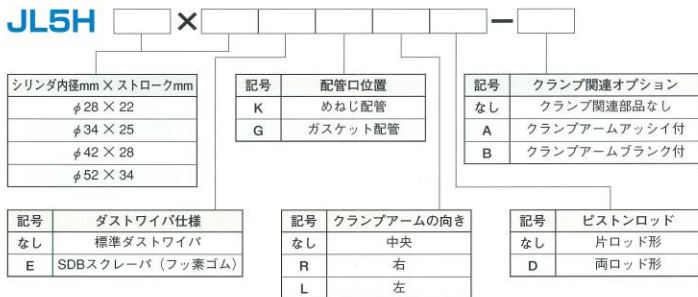 JL5H × －
シリンダ内径mm × ストロークmm
φ28 × 22
φ34 × 25
φ42 × 28
φ52 × 34
記号 配管口位置
K めねじ配管
G ガスケット配管
記号 クランプ関連オプション
なし クランプ関連部品なし
A クランプアームアッシイ付
B クランプアームブランク付
記号 ダストワイパ仕様
なし 標準ダストワイパ
E SDBスクレーパ（フッ素ゴム）
記号 クランプアームの向き
なし 中央
R 右
L 左
記号 ピストンロッド
なし 片ロッド形
D 両ロッド形